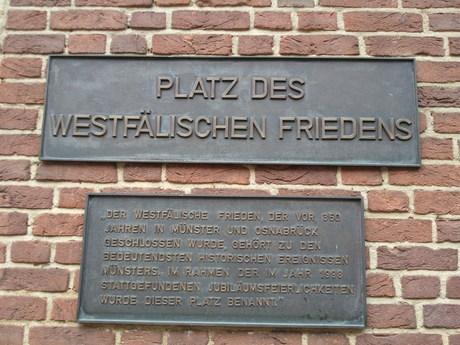 PLATZ DES
WESTFÄLISCHEN FRIEDENS
„DER WESTFÄLISCHE FRIEDEN, DER VOR 350
JAHREN IN MÜNSTER UND OSNABRÜCK
GESCHLOSSEN WURDE, GEHÖRT ZU DEN
BEDEUTENDSTEN HISTORISCHEN EREIGNISSEN
MÜNSTERS. IM RAHMEN DER IM JAHR 1998
STATTGEFUNDENEN JUBILÄUMSFEIERLICHKEITEN
WURDE DIESER PLATZ BENANNT.“